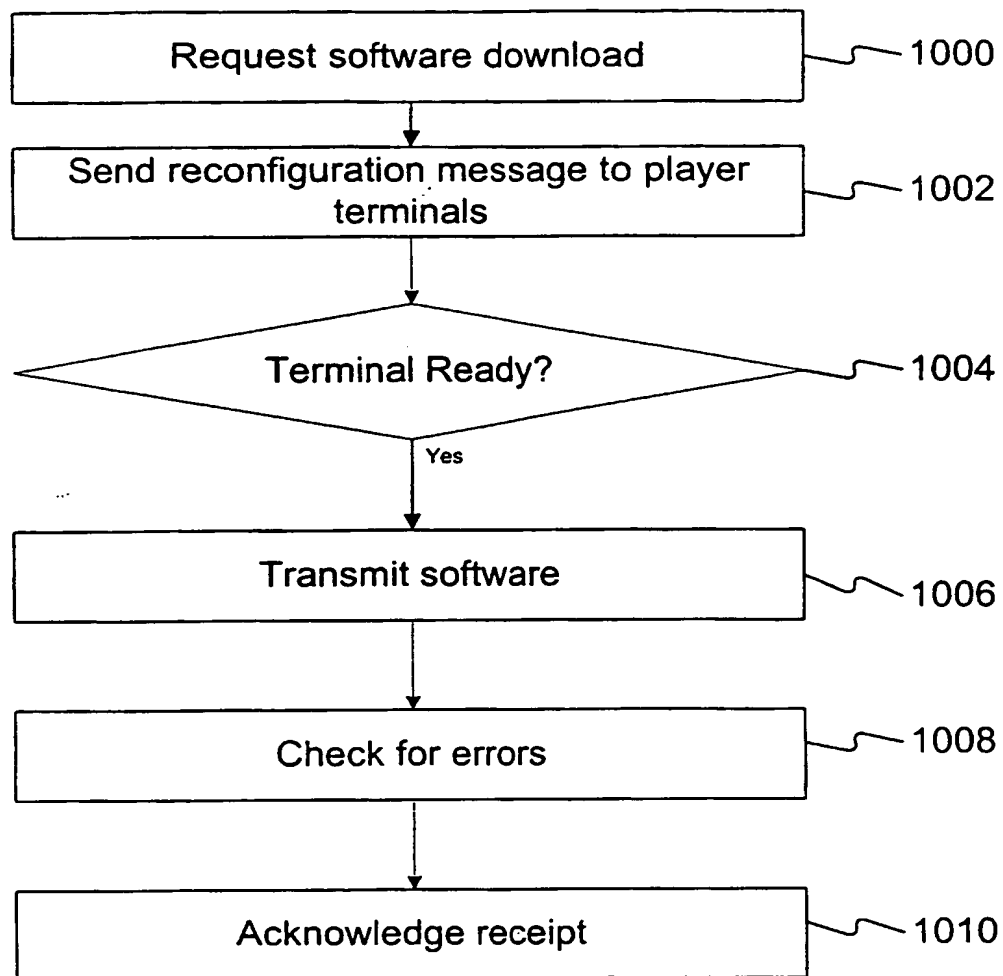 Request software download
1000
Send reconfiguration message to player
terminals
1002
Terminal Ready?
1004
Yes
Transmit software
1006
Check for errors
1008
Acknowledge receipt
1010